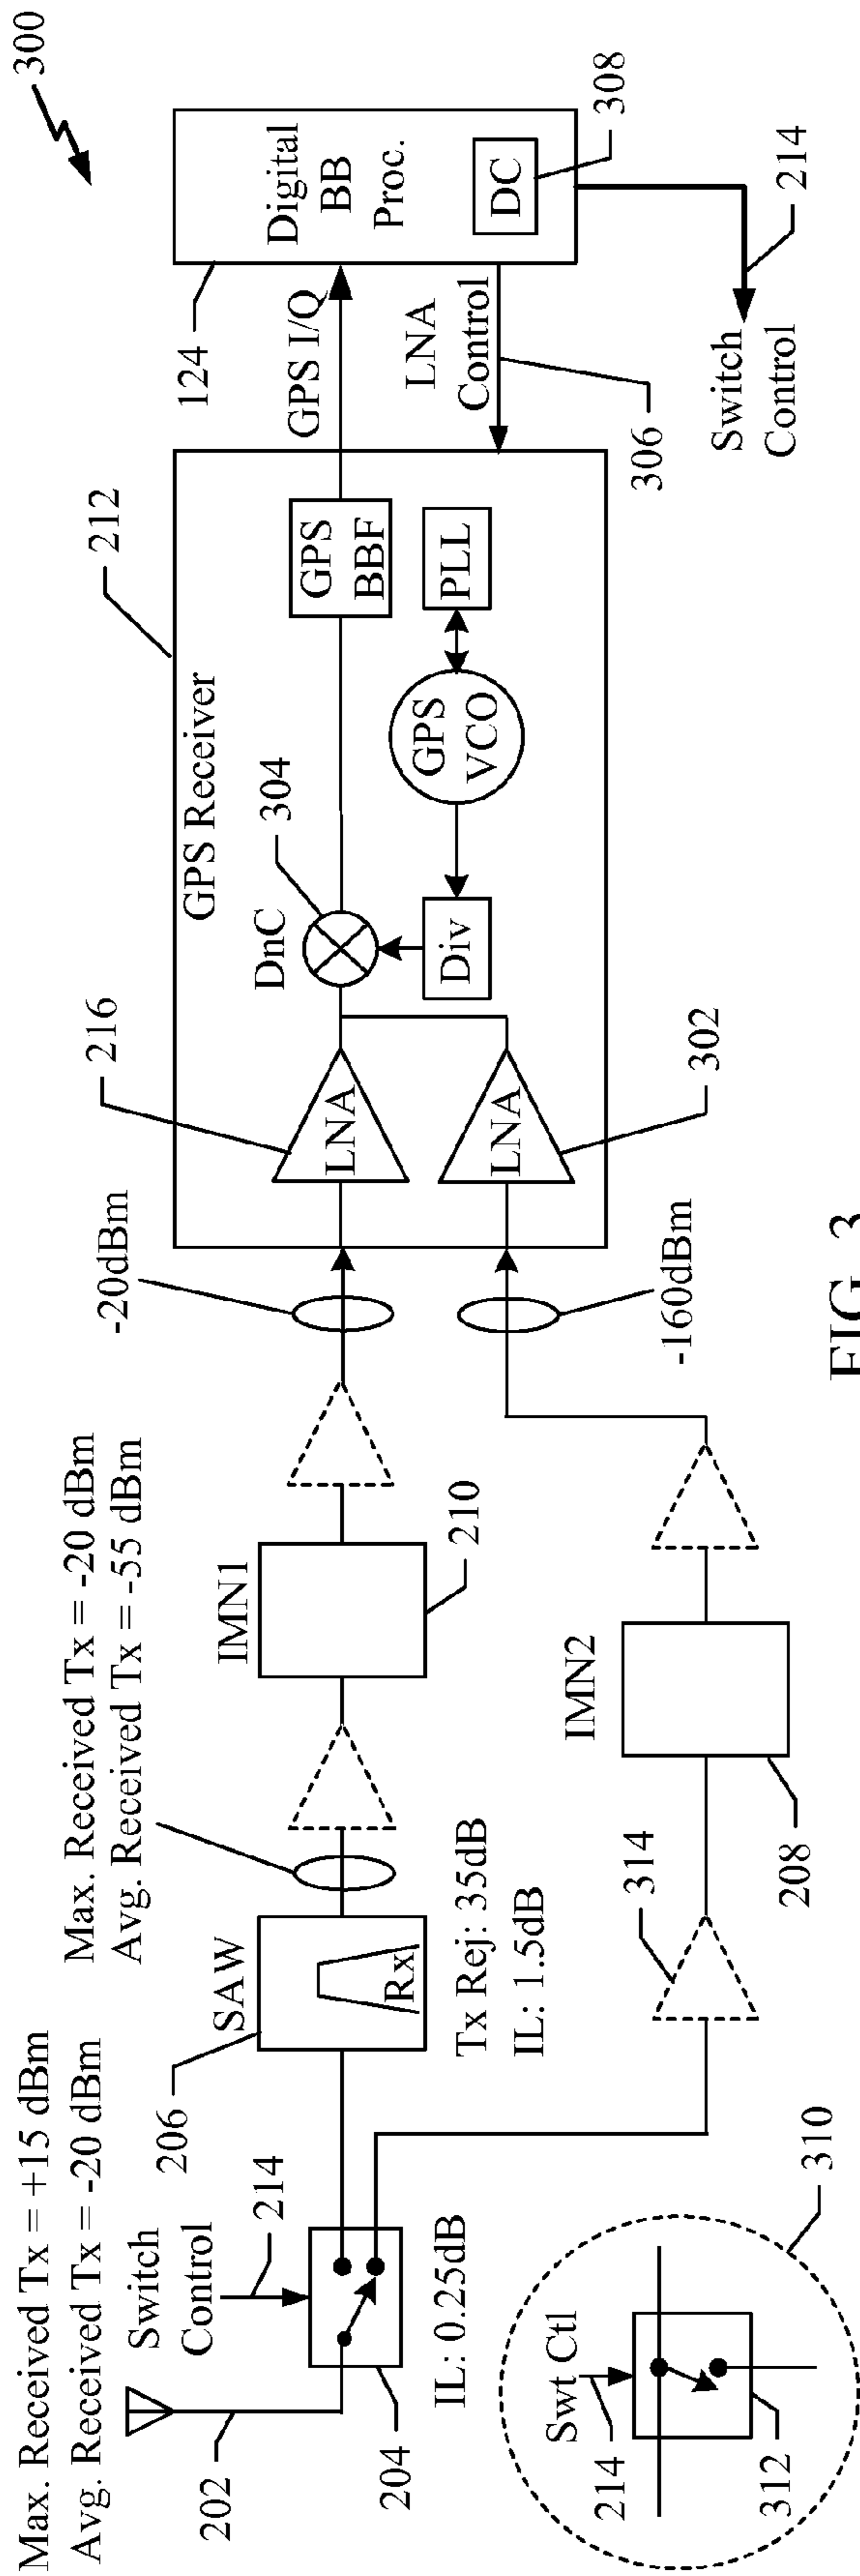 300
Max. Received Tx = +15 dBm
Avg. Received Tx = -20 dBm
Max. Received Tx = -20 dBm
Avg. Received Tx = -55 dBm
-20dBm
216
212
124
202
Switch
Control
214
206
SAW
Rx
Tx Rej: 35dB
IL: 1.5dB
204
IL: 0.25dB
IMN1
210
GPS Receiver
LNA
DnC
304
GPS
BBF
GPS I/Q
Digital
BB
Proc.
DC
308
LNA
Control
306
Div
GPS
VCO
PLL
LNA
302
-160dBm
314
IMN2
208
Switch
Control
214
Swt Ctl
214
312
310
FIG. 3